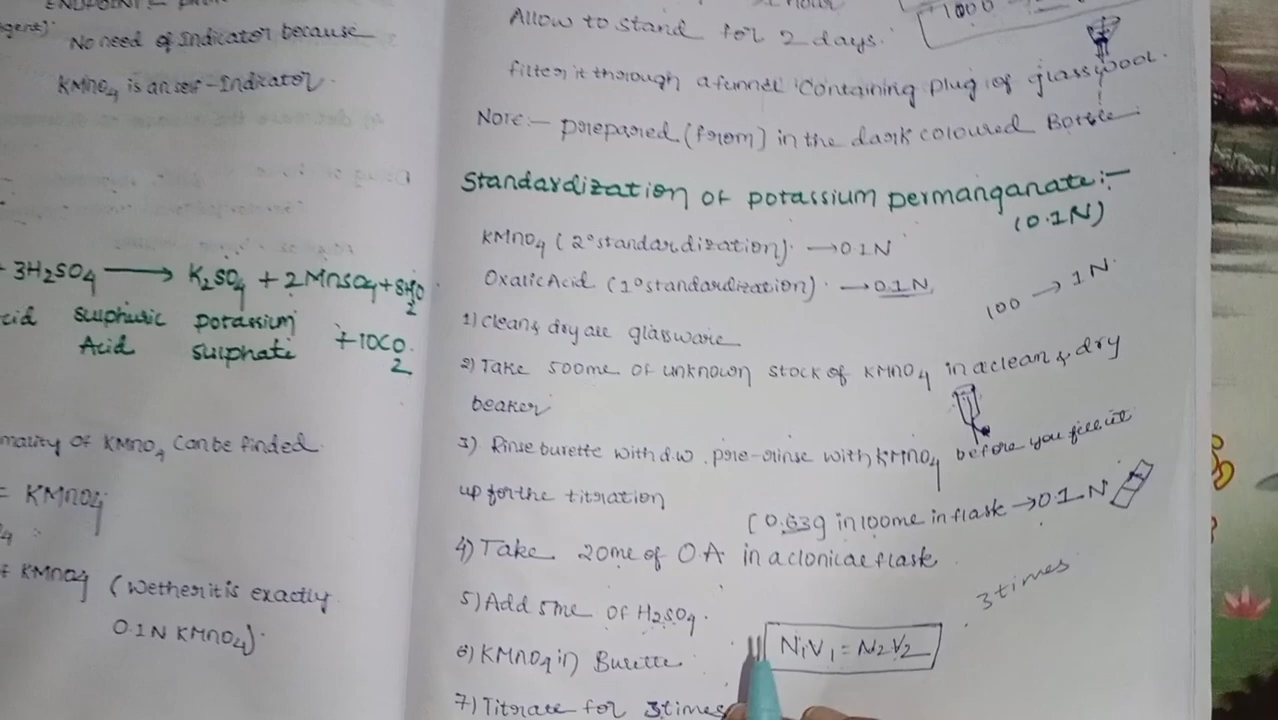 No need of Indicator because
KMnO4 is an self-Indicator.
3H2SO4 → K2SO4 + 2MnSO4 + 8H2O
sulphuric potassium + 10CO2
Acid sulphate
of KMnO4 can be finded
= KMnO4
KMnO4 (wether it is exactly
0.1N KMnO4).
1000
Allow to stand for 2 days.
filter it through a funnel containing plug of glasswool.
Note:- prepared (from) in the dark coloured Bottle
Standardization of potassium permanganate:-
(0.1N)
KMnO4 (2° standardization). → 0.1N
Oxalic Acid (1° standardization). → 0.1N
100 → 1N
1) Clean & dry all glassware
2) Take 500ml of unknown stock of KMnO4 in a clean & dry
beaker
3) Rinse burette with d.w. pre-rinse with KMnO4 before you fill it
up for the titration
(0.63g in 100ml in flask → 0.1N
4) Take 20ml of O.A in a clonical flask
3 times
5) Add 5ml of H2SO4.
N1V1 = N2V2
6) KMnO4 in Burette
7) Titrate for 3 times